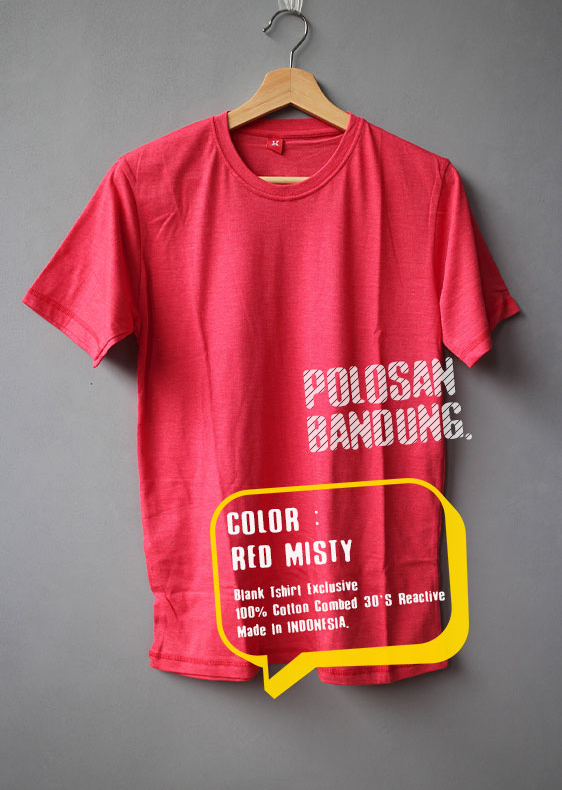 POLOSAN
BANDUNG.
COLOR :
RED MISTY
Blank Tshirt Exclusive
100% Cotton Combed 30'S Reactive
Made In INDONESIA.